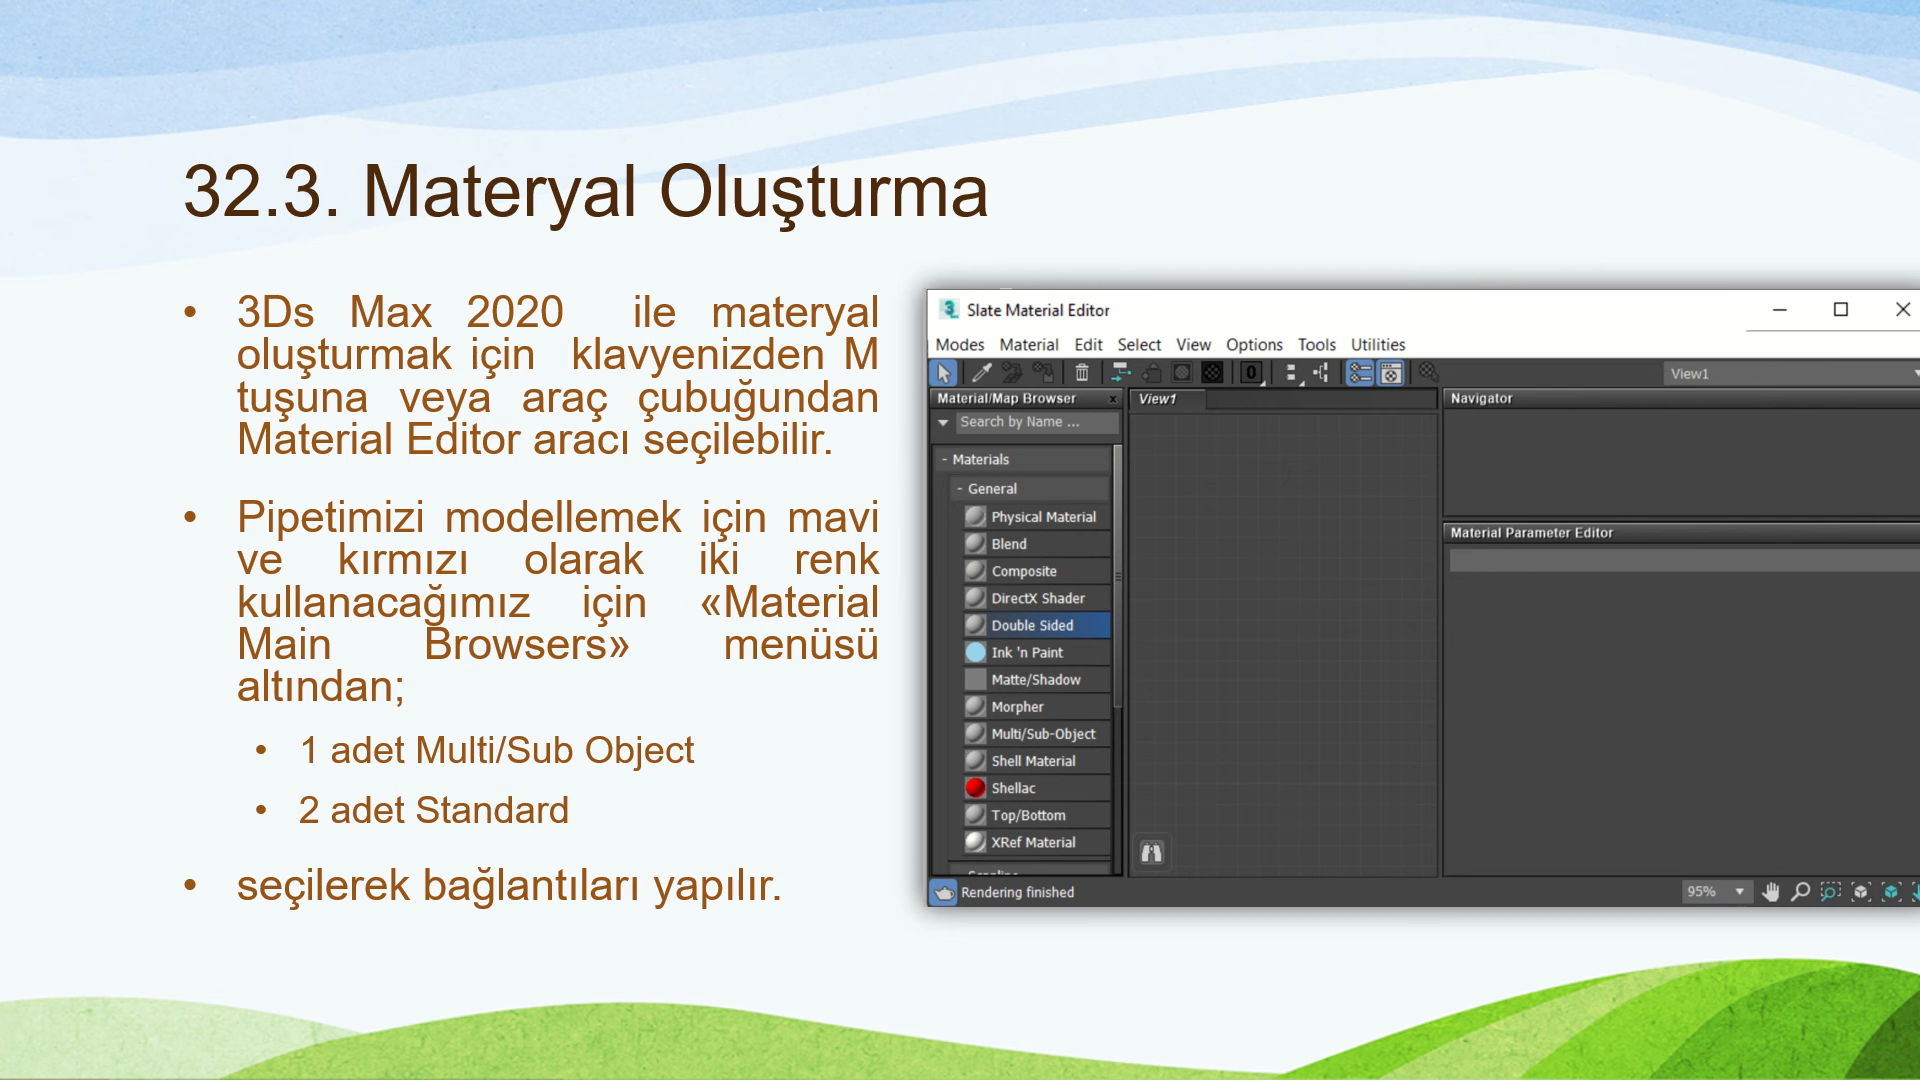 32.3. Materyal Oluşturma
• 3Ds Max 2020 ile materyal
oluşturmak için klavyenizden M
tuşuna veya araç çubuğundan
Material Editor aracı seçilebilir.
• Pipetimizi modellemek için mavi
ve kırmızı olarak iki renk
kullanacağımız için «Material
Main Browsers» menüsü
altından;
• 1 adet Multi/Sub Object
• 2 adet Standard
• seçilerek bağlantıları yapılır.
Slate Material Editor
Modes Material Edit Select View Options Tools Utilities
View1
Material/Map Browser x
View1
Navigator
Search by Name ...
- Materials
- General
Physical Material
Blend
Composite
DirectX Shader
Double Sided
Ink 'n Paint
Matte/Shadow
Morpher
Multi/Sub-Object
Shell Material
Shellac
Top/Bottom
XRef Material
Material Parameter Editor
Rendering finished
95%